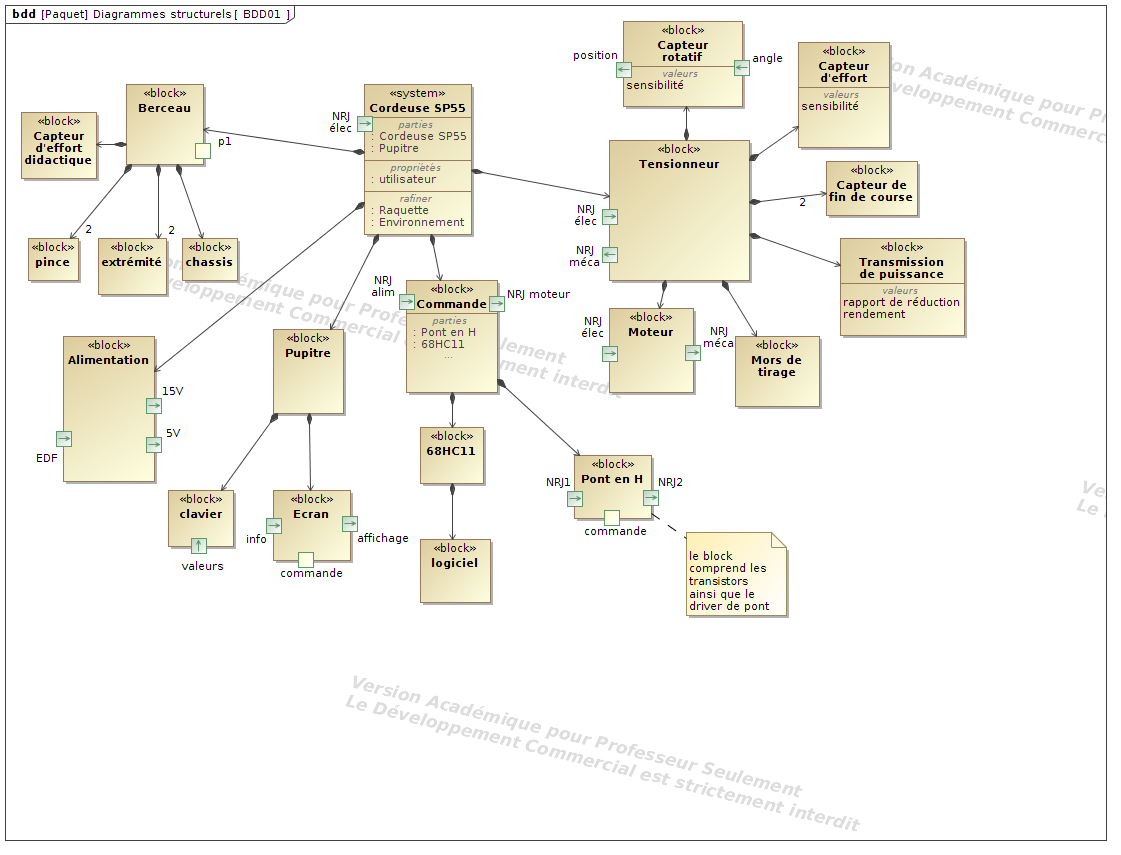 bdd [Paquet] Diagrammes structurels [ BDD01 ]
«block»
Berceau
p1
«block»
Capteur
d'effort
didactique
2
«block»
pince
2
«block»
extrémité
«block»
chassis
«system»
Cordeuse SP55
NRJ
élec
parties
: Cordeuse SP55
: Pupitre
propriétés
: utilisateur
rafiner
: Raquette
: Environnement
«block»
Capteur
rotatif
valeurs
sensibilité
position
angle
«block»
Capteur
d'effort
valeurs
sensibilité
«block»
Tensionneur
NRJ
élec
NRJ
méca
2
«block»
Capteur de
fin de course
«block»
Transmission
de puissance
valeurs
rapport de réduction
rendement
«block»
Moteur
NRJ
élec
NRJ
méca
«block»
Mors de
tirage
«block»
Commande
NRJ
alim
NRJ moteur
parties
: Pont en H
: 68HC11
...
«block»
Pupitre
«block»
Alimentation
15V
5V
EDF
«block»
clavier
valeurs
«block»
Ecran
info
affichage
commande
«block»
68HC11
«block»
logiciel
«block»
Pont en H
NRJ1
NRJ2
commande
le block
comprend les
transistors
ainsi que le
driver de pont
Version Académique pour Professeur Seulement
Le Développement Commercial est strictement interdit